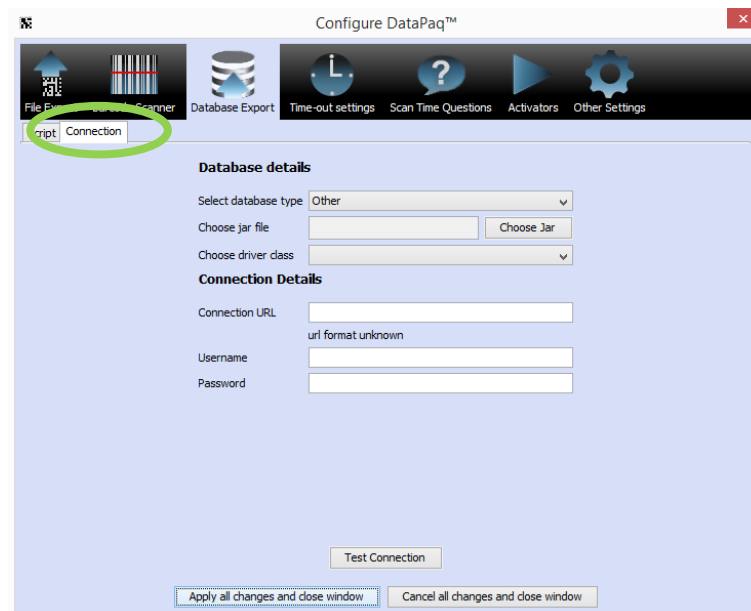 Configure DataPaq™
File Barcode Scanner Database Export Time-out settings Scan Time Questions Activators Other Settings
Connection
Database details
Select database type Other
Choose jar file Choose Jar
Choose driver class
Connection Details
Connection URL
url format unknown
Username
Password
Test Connection
Apply all changes and close window Cancel all changes and close window